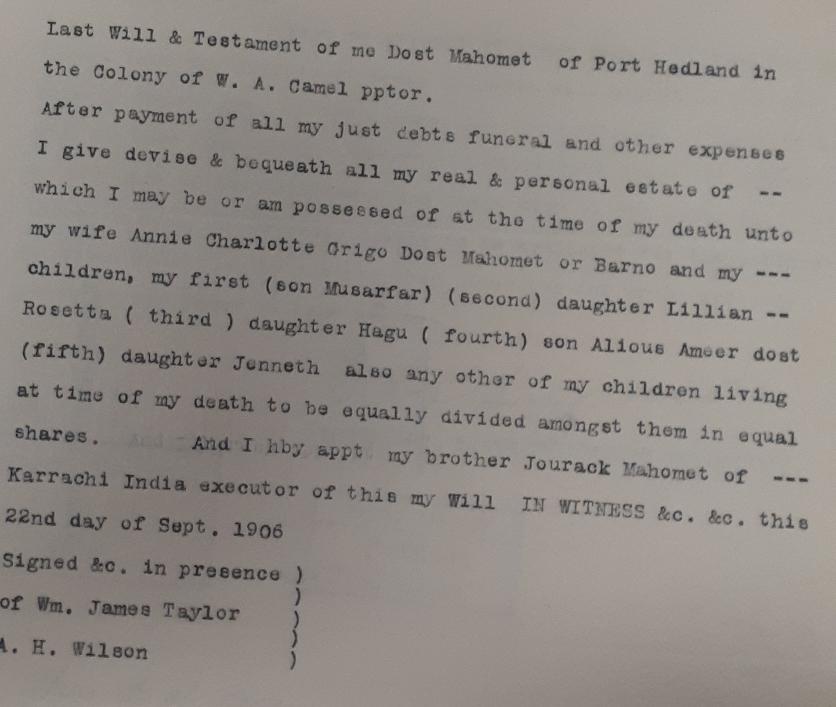 Last Will & Testament of me Dost Mahomet of Port Hedland in
the Colony of W. A. Camel pptor.
After payment of all my just debts funeral and other expenses
I give devise & bequeath all my real & personal estate of --
which I may be or am possessed of at the time of my death unto
my wife Annie Charlotte Grigo Dost Mahomet or Barno and my ---
children, my first (son Musarfar) (second) daughter Lillian --
Rosetta ( third ) daughter Hagu ( fourth) son Alious Ameer dost
(fifth) daughter Jenneth also any other of my children living
at time of my death to be equally divided amongst them in equal
shares. And I hby appt my brother Jourack Mahomet of ---
Karrachi India executor of this my Will IN WITNESS &c. &c. this
22nd day of Sept. 1906
Signed &c. in presence )
of Wm. James Taylor )
A. H. Wilson )